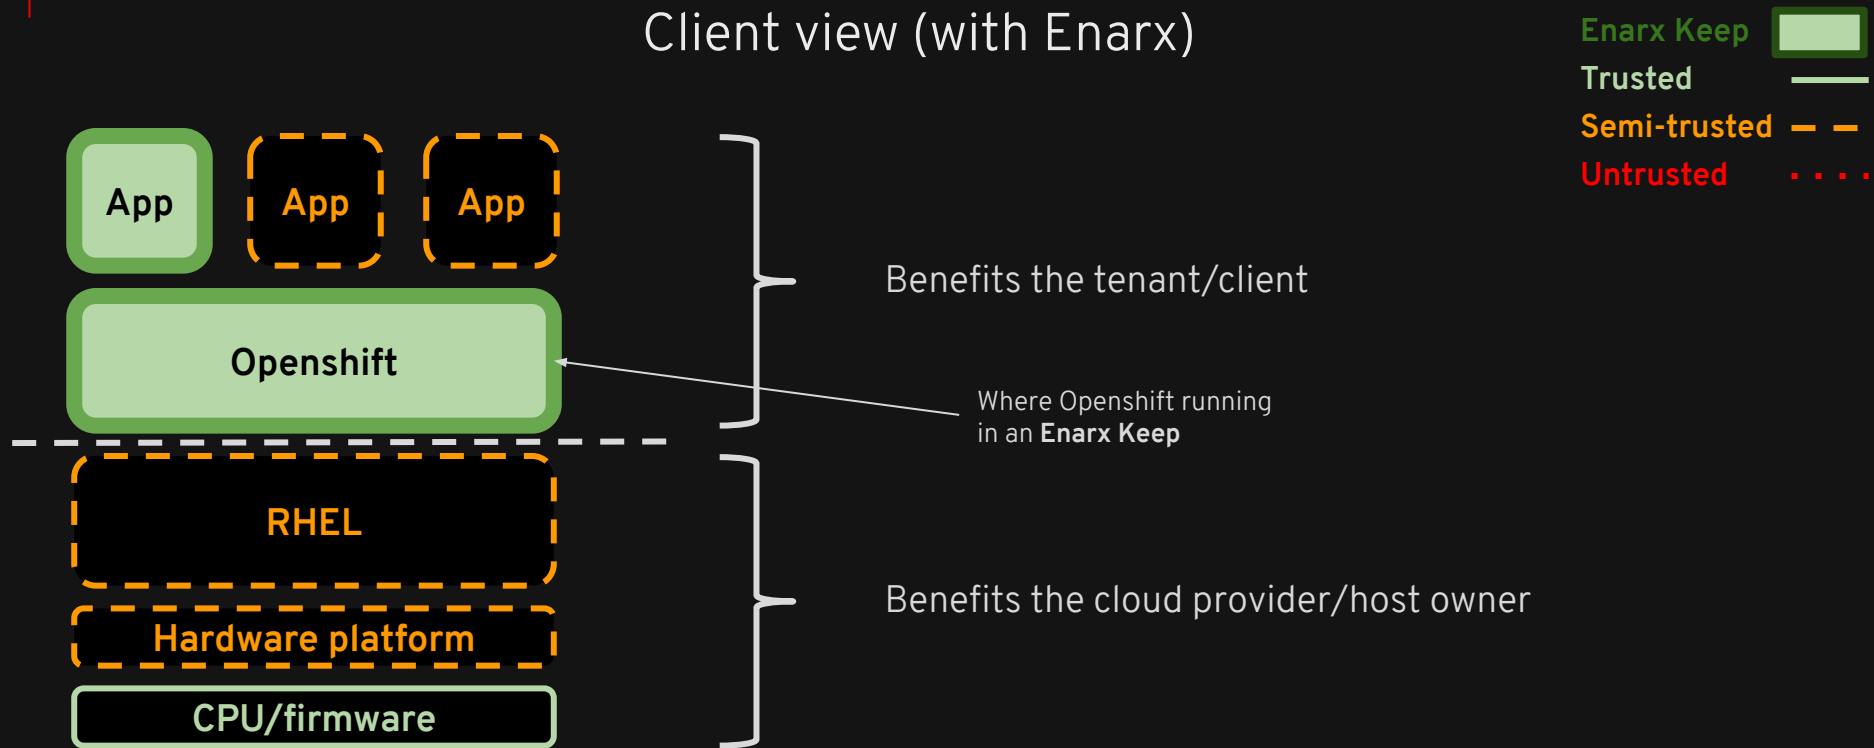 Client view (with Enarx)
Enarx Keep
Trusted
Semi-trusted
Untrusted
App App App
Benefits the tenant/client
Openshift
Where Openshift running
in an Enarx Keep
RHEL
Benefits the cloud provider/host owner
Hardware platform
CPU/firmware